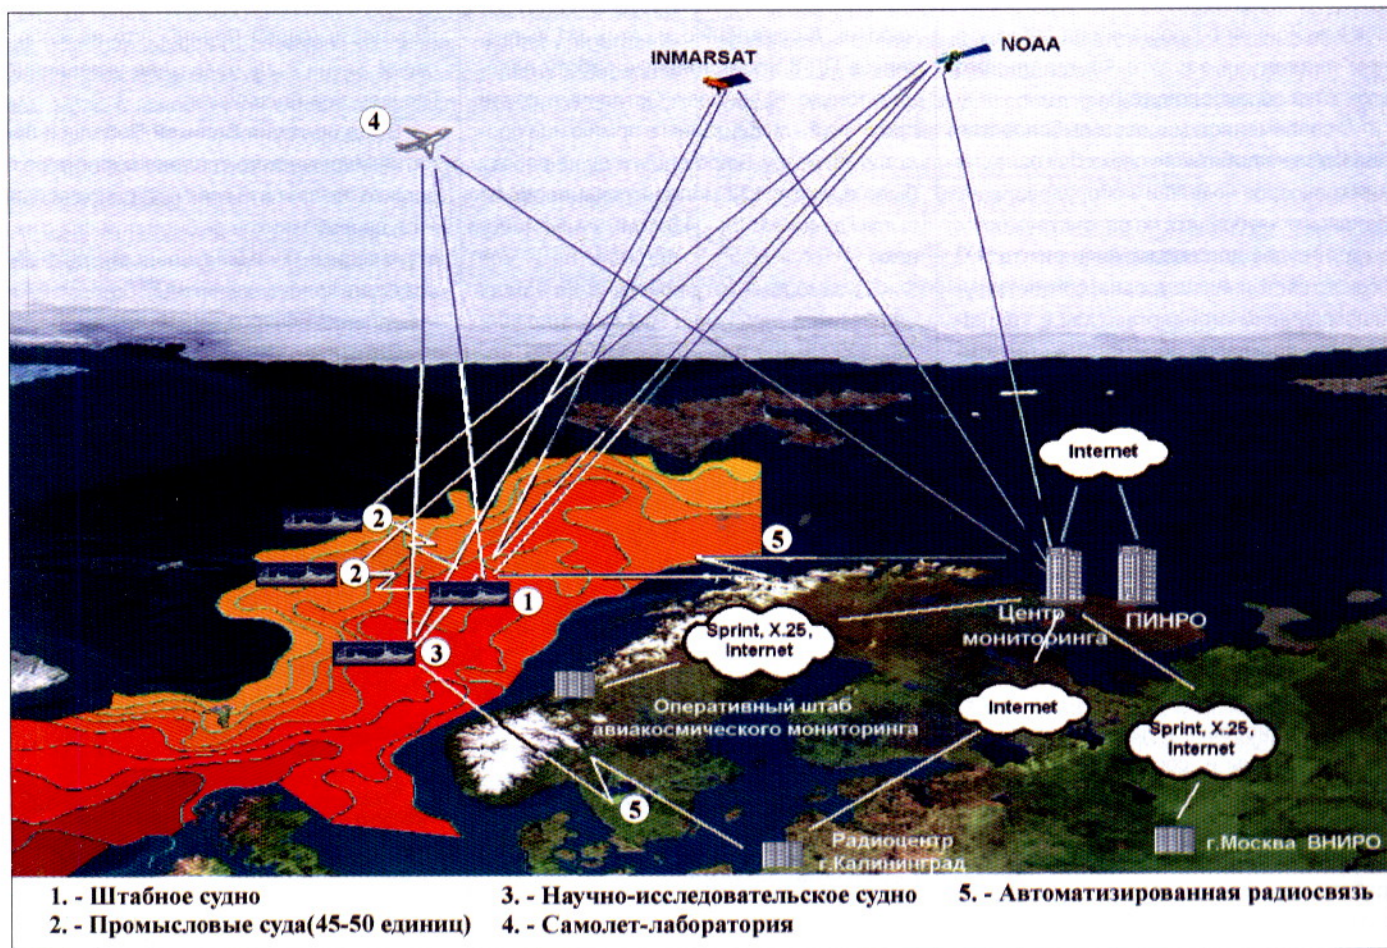 INMARSAT
NOAA
4
Internet
2
5
2
1
Центр
мониторинга
ПИНРО
Sprint, X.25,
Internet
3
Оперативный штаб
авиакосмического мониторинга
Internet
Sprint, X.25,
Internet
5
Радиоцентр
г.Калининград
г.Москва ВНИРО
1. - Штабное судно
2. - Промысловые суда(45-50 единиц)
3. - Научно-исследовательское судно
4. - Самолет-лаборатория
5. - Автоматизированная радиосвязь